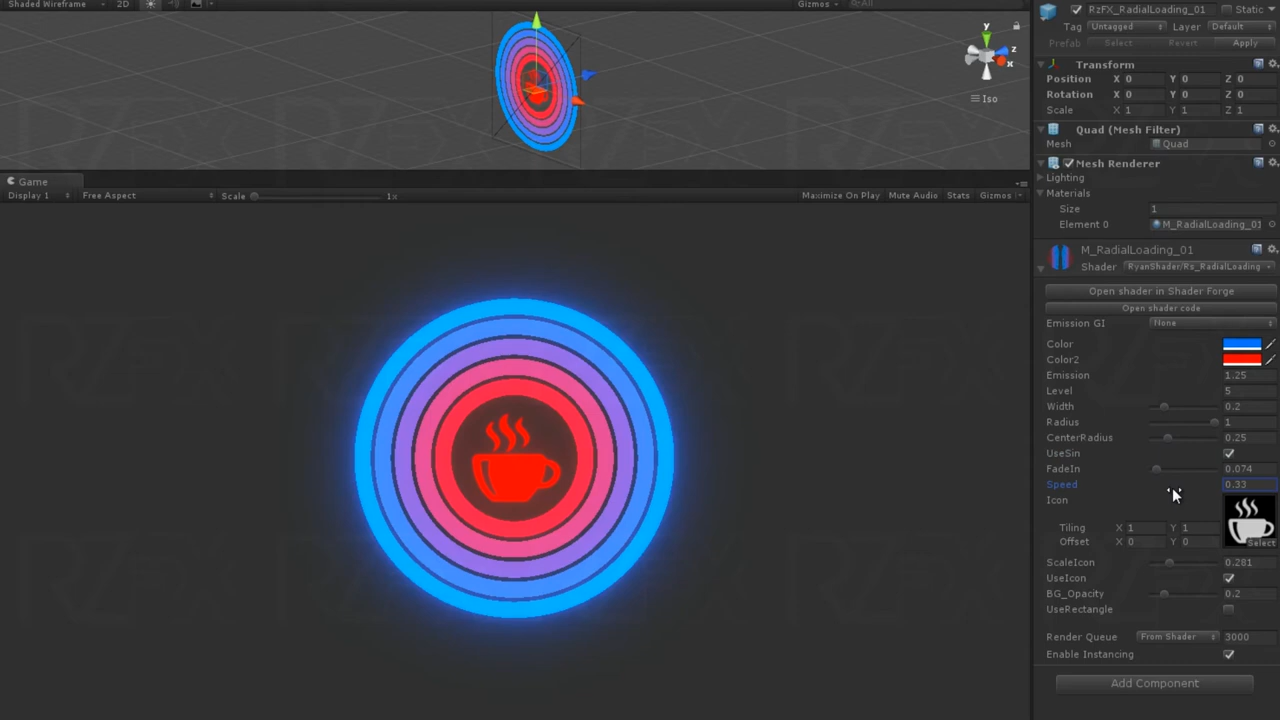 Shaded Wireframe 2D Gizmos All
RzFX_RadialLoading_01 Static
Tag Untagged Layer Default
Prefab Select Revert Apply
Transform
Position X 0 Y 0 Z 0
Rotation X 0 Y 0 Z 0
Scale X 1 Y 1 Z 1
Quad (Mesh Filter)
Mesh Quad
Mesh Renderer
Lighting
Materials
Size 1
Element 0 M_RadialLoading_01
y
z
x
Iso
Game
Display 1 Free Aspect Scale 1x Maximize On Play Mute Audio Stats Gizmos
M_RadialLoading_01
Shader RyanShader/Rs_RadialLoading
Open shader in Shader Forge
Open shader code
Emission GI None
Color
Color2
Emission 1.25
Level 5
Width 0.2
Radius 1
CenterRadius 0.25
UseSin
FadeIn 0.074
Speed 0.33
Icon
Tiling X 1 Y 1
Offset X 0 Y 0
Select
ScaleIcon 0.281
UseIcon
BG_Opacity 0.2
UseRectangle
Render Queue From Shader 3000
Enable Instancing
Add Component